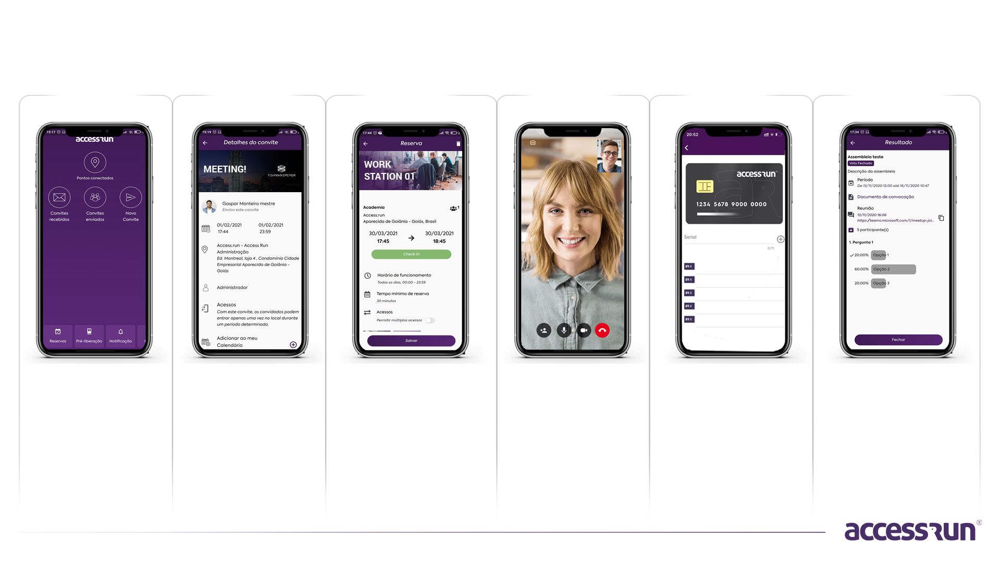 15:17
accessrun
Pontos conectados
Convites
recebidos
Convites
enviados
Novo
Convite
Reservas
Pré-liberação
Notificação
15:19
Detalhes do convite
MEETING!
TISHMAN SPEYER
Gaspar Monteiro mestre
Enviou este convite
01/02/2021
17:44
01/02/2021
23:59
Access.run - Access Run
Administração
Ed. Montreal, loja 4 , Condomínio Cidade
Empresarial Aparecida de Goiânia -
Goiás
Administrador
Acessos
Com este convite, os convidados podem
entrar apenas uma vez no local durante
um período determinado.
Adicionar ao meu
Calendário
17:44
Reserva
WORK
STATION 01
Academia
1
Access.run
Aparecida de Goiânia - Goiás, Brasil
30/03/2021
17:45
30/03/2021
18:45
Check In
Horário de funcionamento
Todos os dias, 00:00 - 23:59
Tempo mínimo de reserva
30 minutos
Acessos
Permitir múltiplos acessos
Salvar
20:52
accessrun
1234 5678 9000 0000
Serial
0/11
17:34
Resultado
Assembleia teste
Voto Fechado
Descrição da assembleia
Período
De 13/11/2020 12:00 até 16/11/2020 10:47
Documento de convocação
Reunião
13/11/2020 16:06
https://teams.microsoft.com/l/meetup-joi...
5 participante(s)
1. Pergunta 1
20.00% Opção 1
60.00% Opção 2
20.00% Opção 3
Fechar
accessrun®